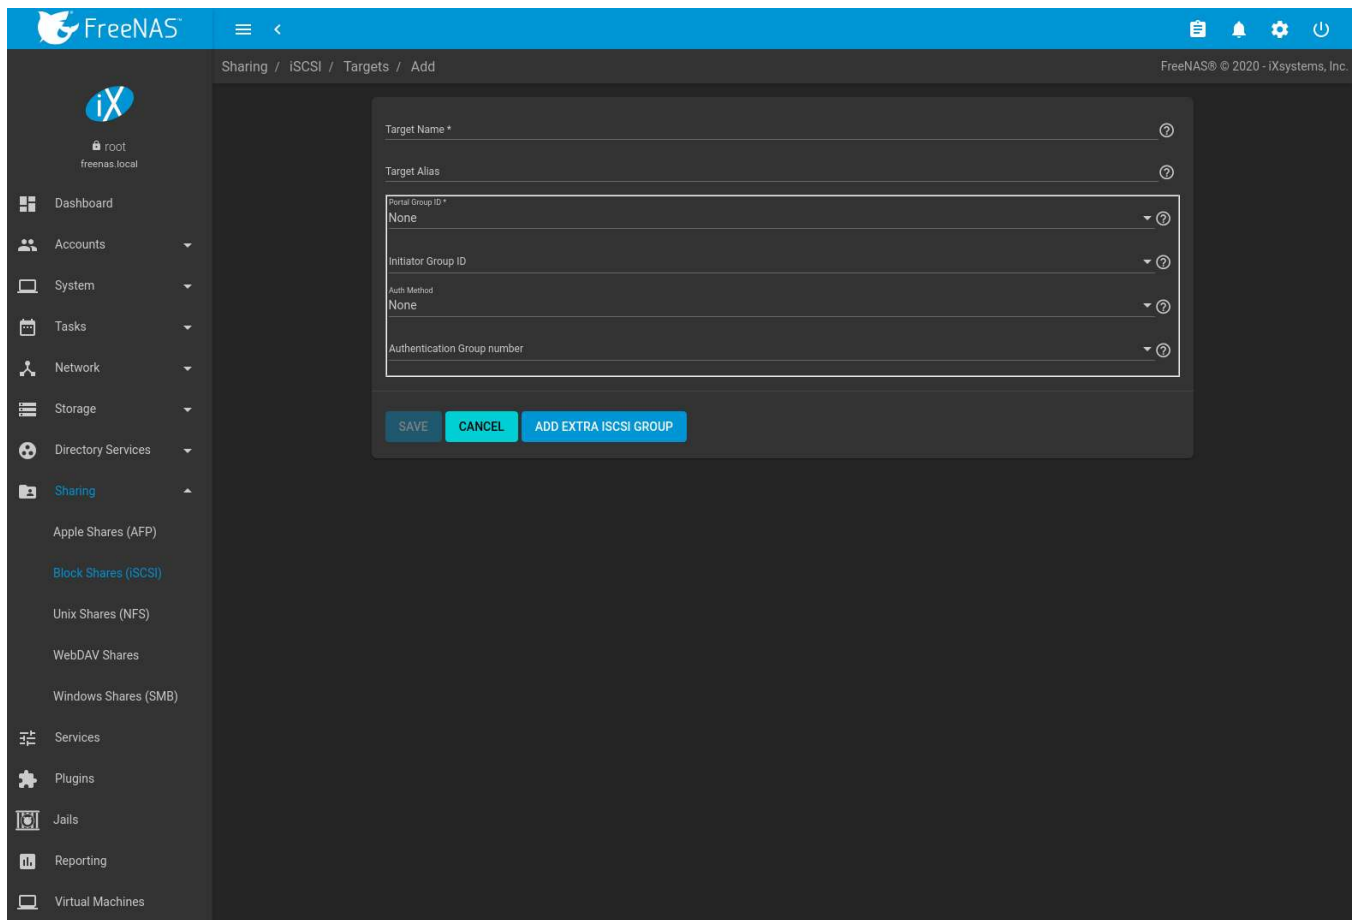 FreeNAS™
Sharing / iSCSI / Targets / Add
FreeNAS® © 2020 - iXsystems, Inc.
iX
root
freenas.local
Dashboard
Accounts
System
Tasks
Network
Storage
Directory Services
Sharing
Apple Shares (AFP)
Block Shares (iSCSI)
Unix Shares (NFS)
WebDAV Shares
Windows Shares (SMB)
Services
Plugins
Jails
Reporting
Virtual Machines
Target Name *
Target Alias
Portal Group ID *
None
Initiator Group ID
Auth Method
None
Authentication Group number
SAVE CANCEL ADD EXTRA ISCSI GROUP